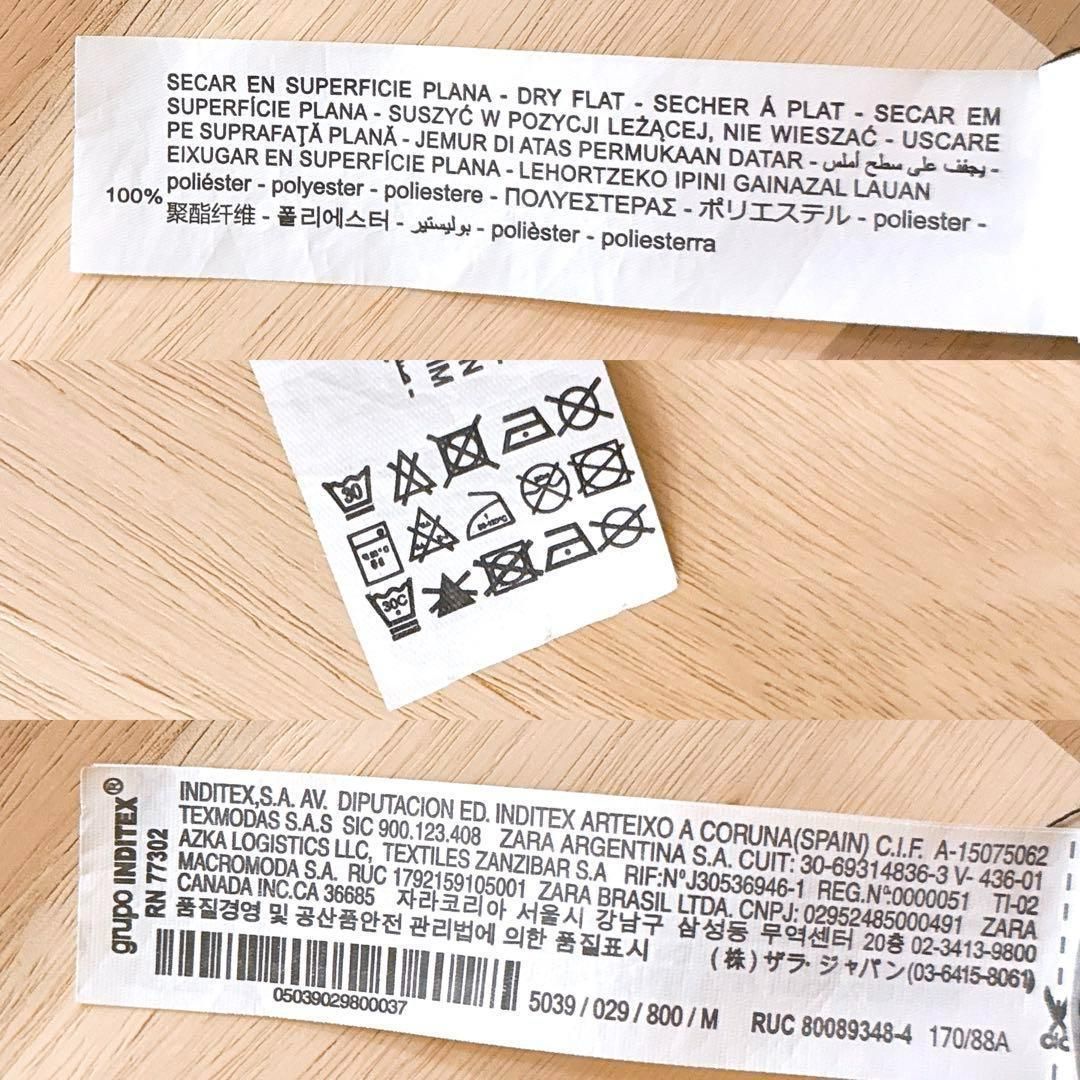 SECAR EN SUPERFICIE PLANA - DRY FLAT - SECHER Á PLAT - SECAR EM
SUPERFÍCIE PLANA - SUSZYĆ W POZYCJI LEŻĄCEJ, NIE WIESZAĆ - USCARE
PE SUPRAFAŢĂ PLANĂ - JEMUR DI ATAS PERMUKAAN DATAR - يجفف على سطح أملس -
EIXUGAR EN SUPERFÍCIE PLANA - LEHORTZEKO IPINI GAINAZAL LAUAN
100% poliéster - polyester - poliestere - ΠΟΛΥΕΣΤΕΡΑΣ - ポリエステル - poliester -
聚酯纤维 - 폴리에스터 - بوليستير - polièster - poliesterra
30
30C
grupo INDITEX®
RN 77302
INDITEX,S.A. AV. DIPUTACION ED. INDITEX ARTEIXO A CORUNA(SPAIN) C.I.F. A-15075062
TEXMODAS S.A.S SIC 900.123.408 ZARA ARGENTINA S.A. CUIT: 30-69314836-3 V- 436-01
AZKA LOGISTICS LLC, TEXTILES ZANZIBAR S.A RIF:NºJ30536946-1 REG.Nº:0000051 TI-02
MACROMODA S.A. RUC 1792159105001 ZARA BRASIL LTDA. CNPJ: 02952485000491 ZARA
CANADA INC.CA 36685 자라코리아 서울시 강남구 삼성동 무역센터 20층 02-3413-9800
품질경영 및 공산품안전 관리법에 의한 품질표시 (株)ザラ・ジャパン(03-6415-8061)
05039029800037
5039 / 029 / 800 / M RUC 80089348-4 170/88A